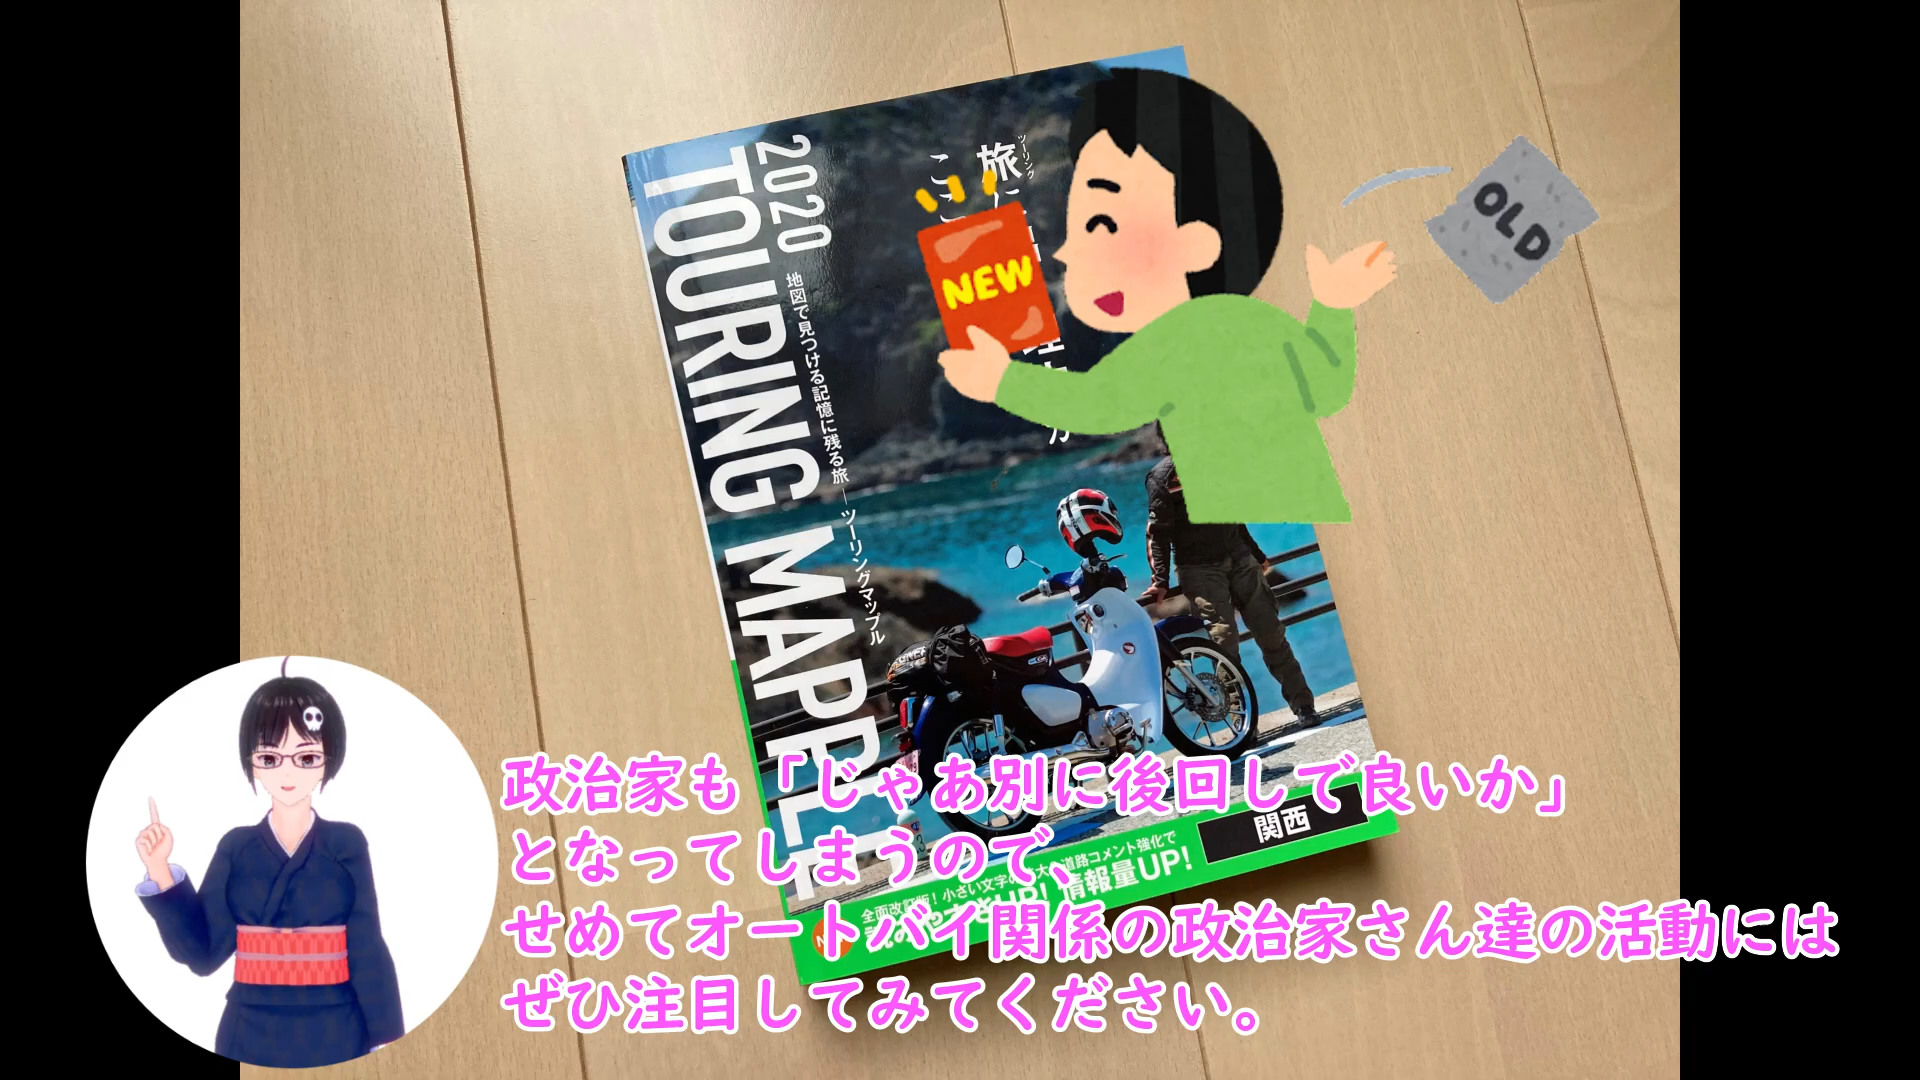 2020
TOURING MAPPLE
地図で見つける記憶に残る旅 ― ツーリングマップル
ツーリング
旅に
ここ
NEW
OLD
関西
全面改訂版!小さい文字の
道路コメント強化で
UP! 情報量UP!
政治家も「じゃあ別に後回しで良いか」
となってしまうので、
せめてオートバイ関係の政治家さん達の活動には
ぜひ注目してみてください。